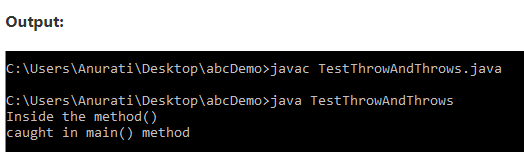 Output:
C:\Users\Anurati\Desktop\abcDemo>javac TestThrowAndThrows.java
C:\Users\Anurati\Desktop\abcDemo>java TestThrowAndThrows
Inside the method()
caught in main() method